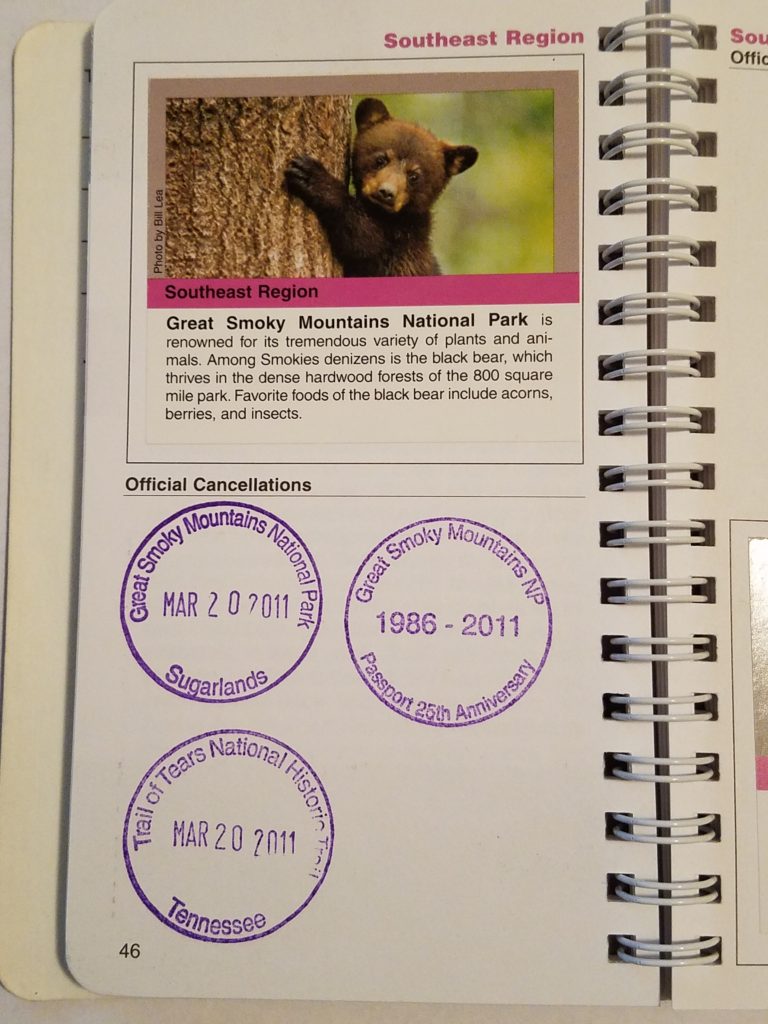 Southeast Region
Photo by Bill Lea
Southeast Region
Great Smoky Mountains National Park is
renowned for its tremendous variety of plants and ani-
mals. Among Smokies denizens is the black bear, which
thrives in the dense hardwood forests of the 800 square
mile park. Favorite foods of the black bear include acorns,
berries, and insects.
Official Cancellations
Great Smoky Mountains National Park
MAR 20 2011
Sugarlands
Great Smoky Mountains NP
1986 - 2011
Passport 25th Anniversary
Trail of Tears National Historic Trail
MAR 20 2011
Tennessee
46